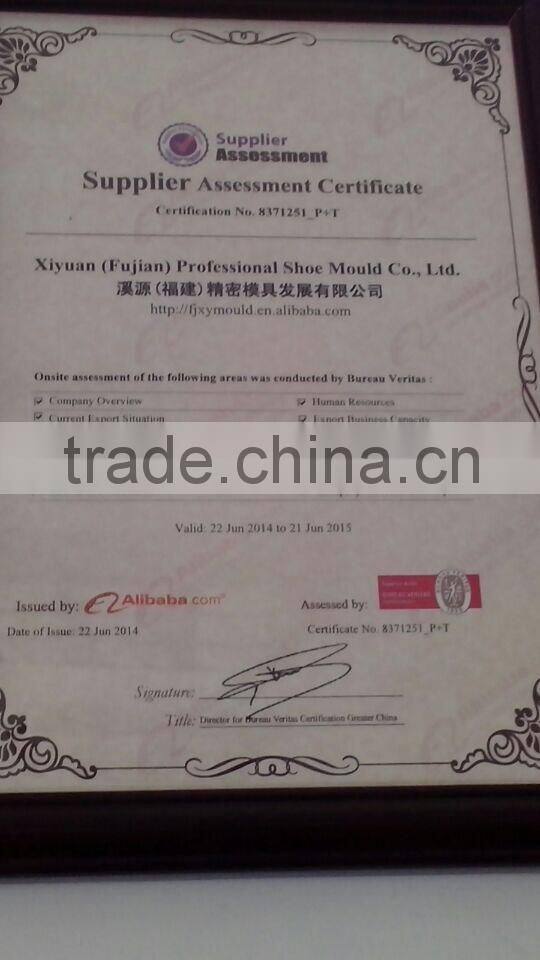 Supplier
Assessment
Supplier Assessment Certificate
Certification No. 8371251_P+T
Xiyuan (Fujian) Professional Shoe Mould Co., Ltd.
溪源(福建)精密模具发展有限公司
http://fjxymould.en.alibaba.com
Onsite assessment of the following areas was conducted by Bureau Veritas :
Company Overview
Human Resources
Current Export Situation
Export Business Capacity
trade.china.cn
Valid: 22 Jun 2014 to 21 Jun 2015
Issued by: Alibaba.com®
Assessed by:
Date of Issue: 22 Jun 2014
Certificate No. 8371251_P+T
Signature:
Title: Director for Bureau Veritas Certification Greater China